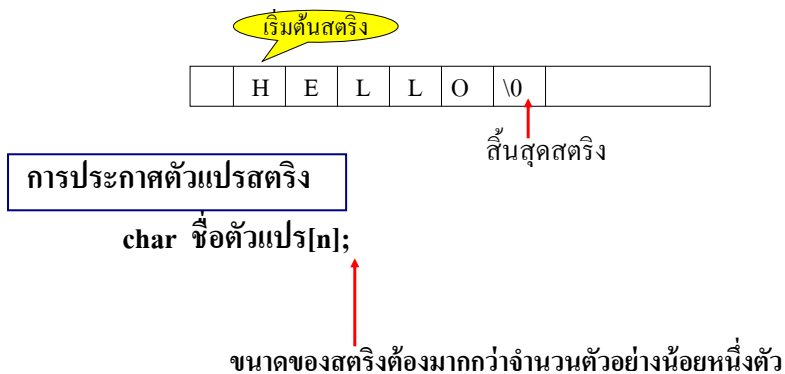 เริ่มต้นสตริง
H E L L O \0
สิ้นสุดสตริง
การประกาศตัวแปรสตริง
char ชื่อตัวแปร[n];
ขนาดของสตริงต้องมากกว่าจำนวนตัวอย่างน้อยหนึ่งตัว